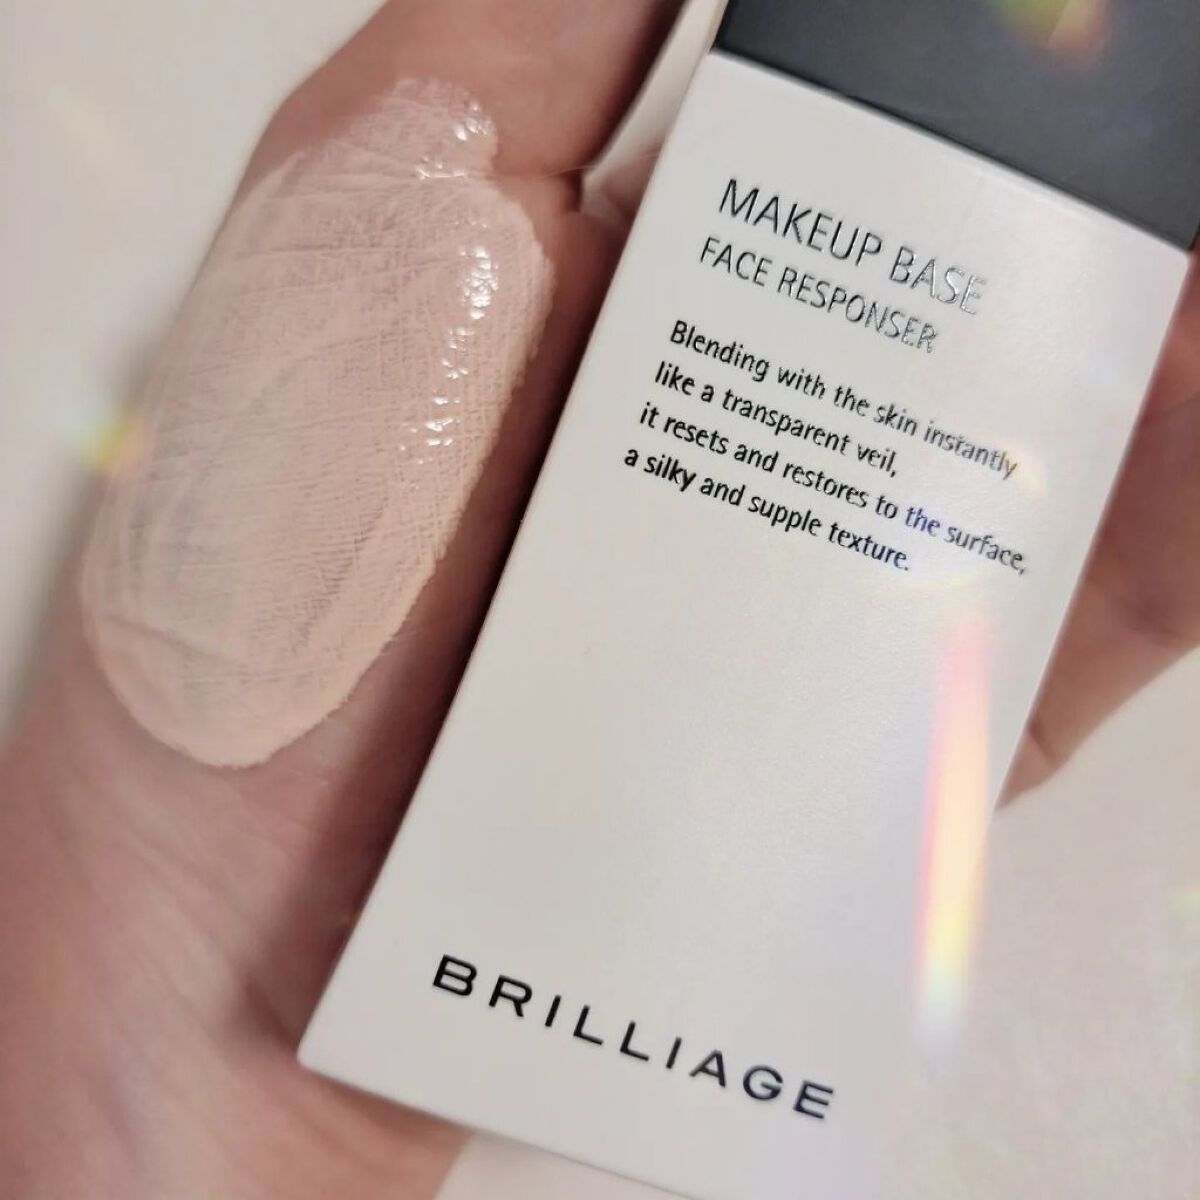 MAKEUP BASE
FACE RESPONSER
Blending with the skin instantly
like a transparent veil,
it resets and restores to the surface,
a silky and supple texture.
BRILLIAGE